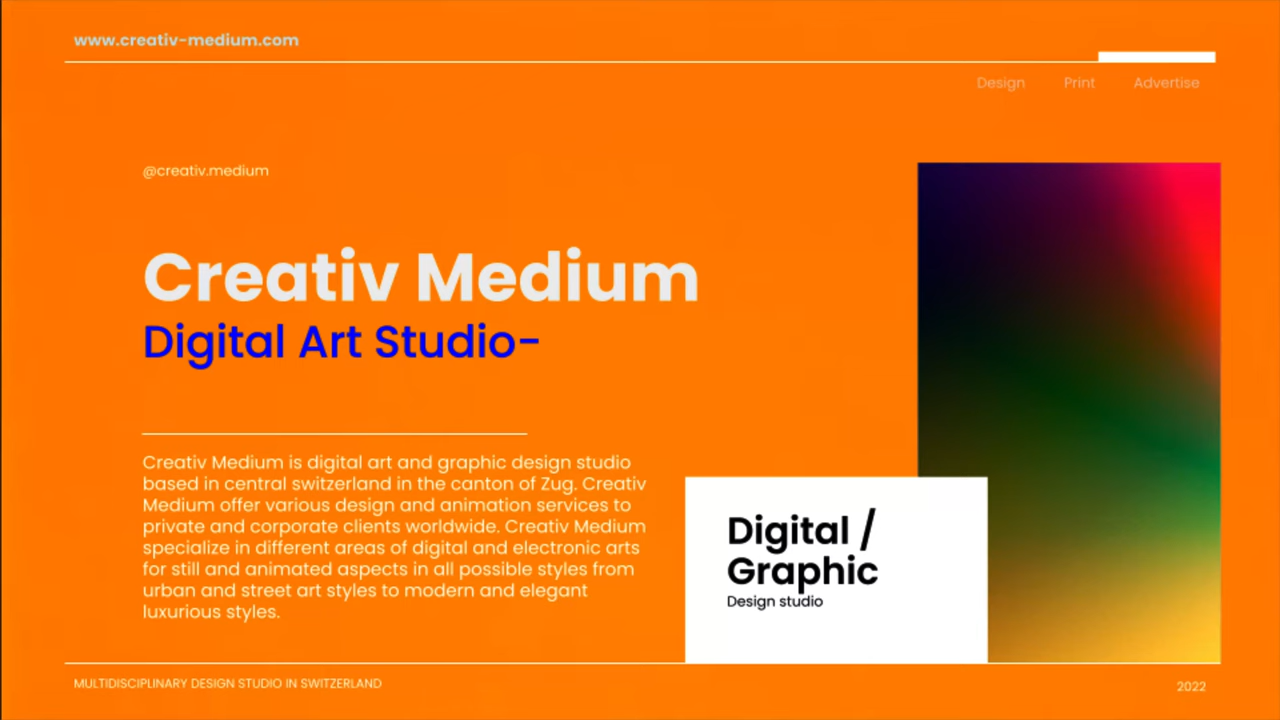 www.creativ-medium.com
Design Print Advertise
@creativ.medium
Creativ Medium
Digital Art Studio-
Creativ Medium is digital art and graphic design studio
based in central switzerland in the canton of Zug. Creativ
Medium offer various design and animation services to
private and corporate clients worldwide. Creativ Medium
specialize in different areas of digital and electronic arts
for still and animated aspects in all possible styles from
urban and street art styles to modern and elegant
luxurious styles.
Digital /
Graphic
Design studio
MULTIDISCIPLINARY DESIGN STUDIO IN SWITZERLAND
2022